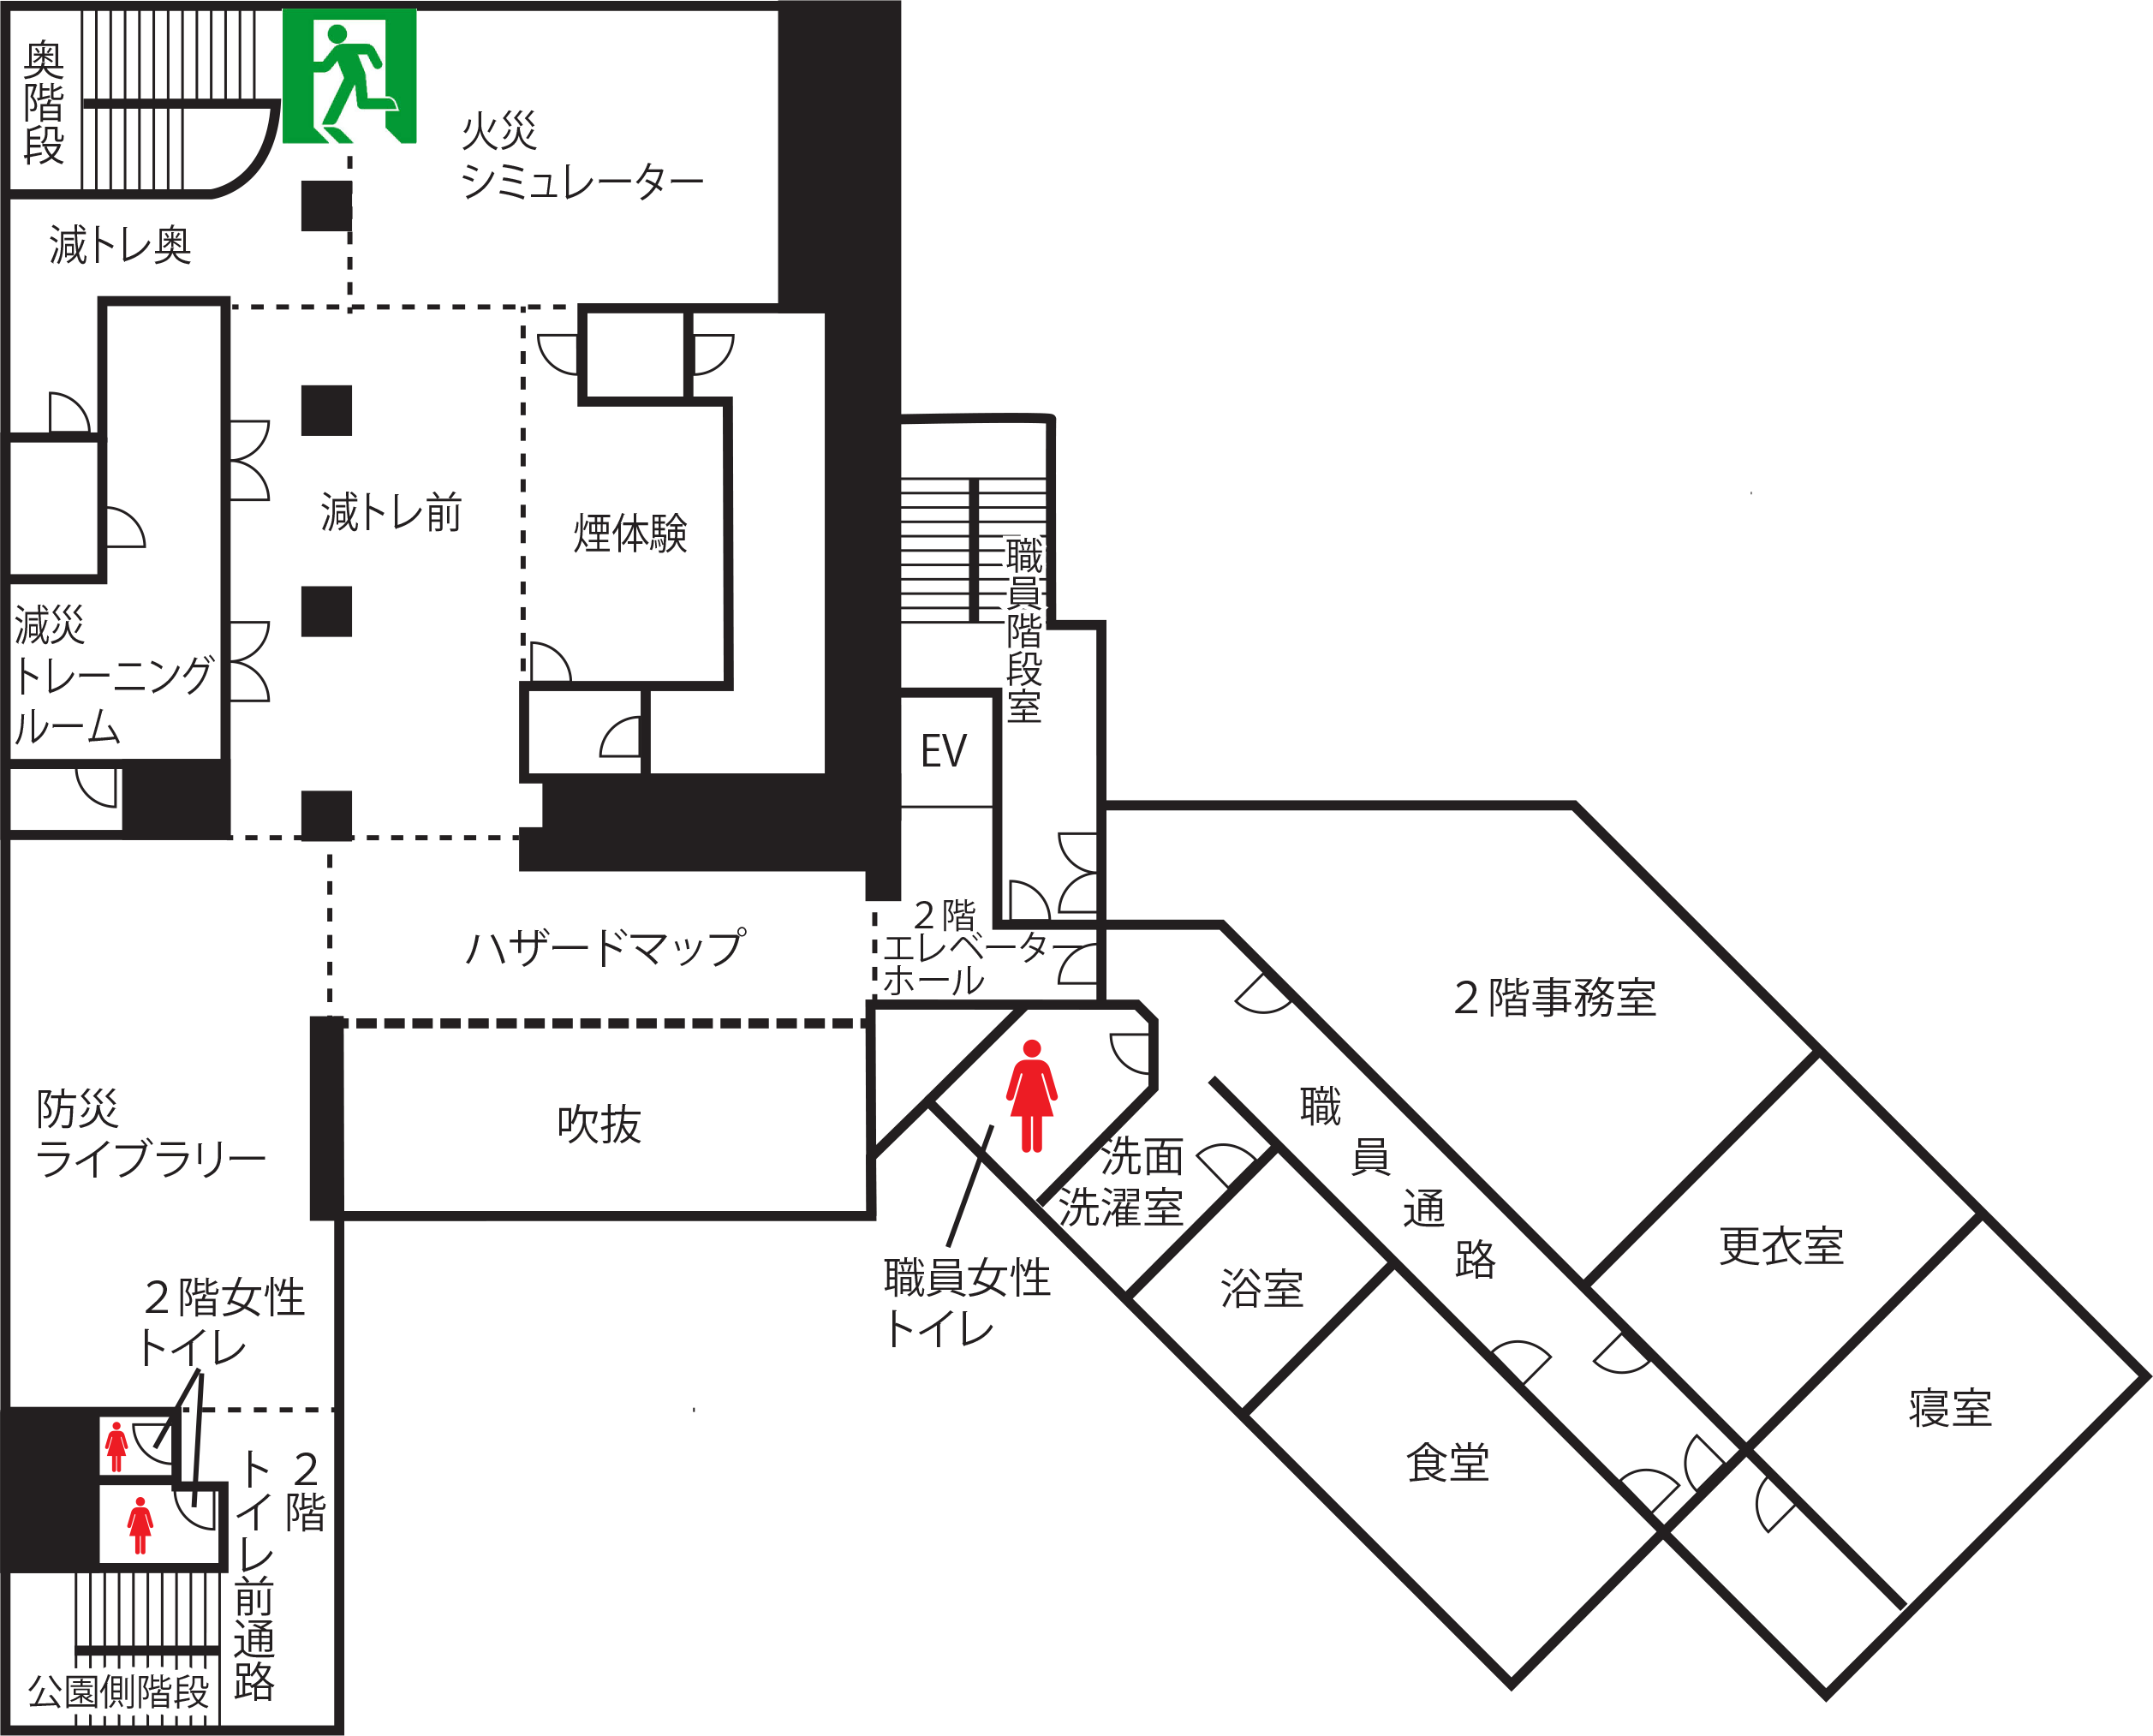 奥階段
火災
シミュレーター
減トレ奥
減トレ前
煙体験
職員階段室
減災
トレーニング
ルーム
EV
２階
エレベーター
ホール
ハザードマップ
２階事務室
防災
ライブラリー
吹抜
職員通路
洗面
洗濯室
更衣室
職員女性
トイレ
浴室
２階女性
トイレ
寝室
食堂
２階
トイレ前通路
公園側階段